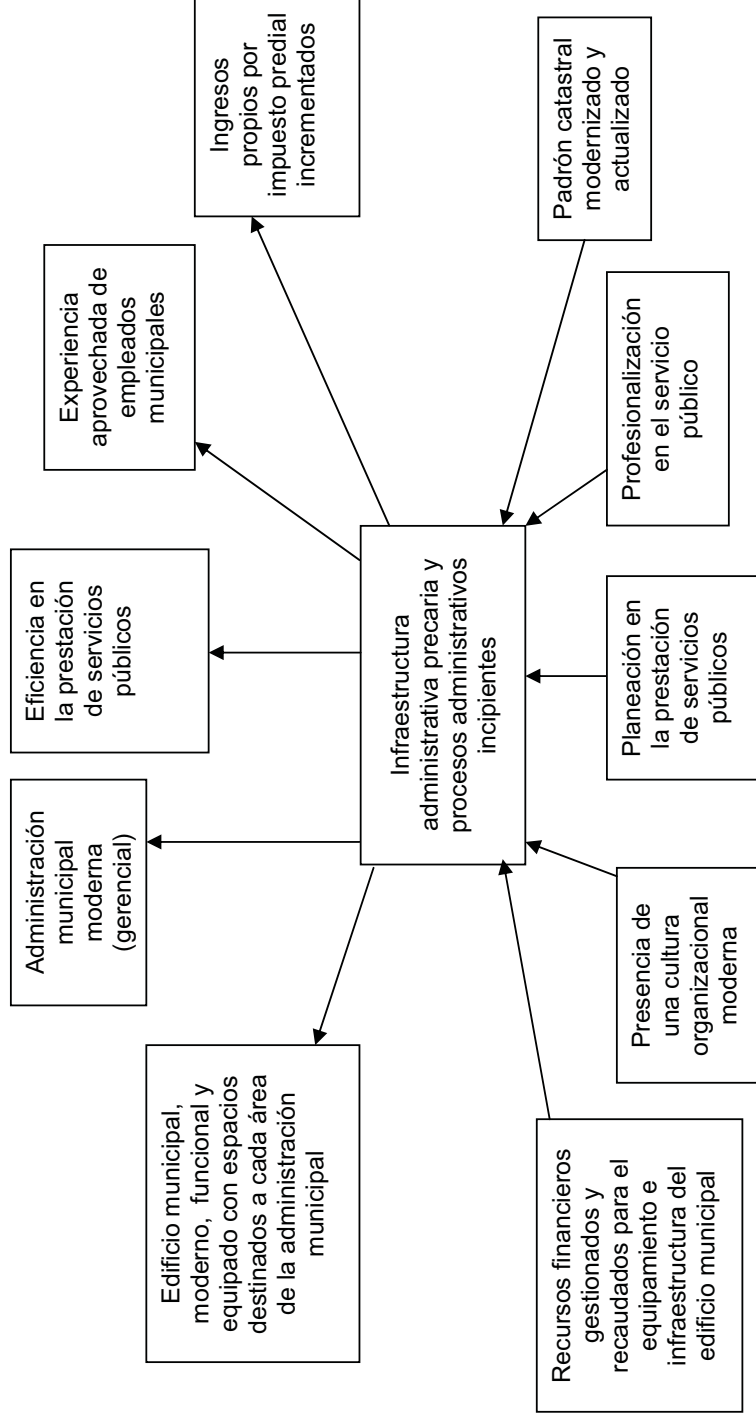 Edificio municipal,
moderno, funcional y
equipado con espacios
destinados a cada área
de la administración
municipal
Administración
municipal
moderna
(gerencial)
Eficiencia en
la prestación
de servicios
públicos
Experiencia
aprovechada de
empleados
municipales
Ingresos
propios por
impuesto predial
incrementados
Infraestructura
administrativa precaria y
procesos administrativos
incipientes
Recursos financieros
gestionados y
recaudados para el
equipamiento e
infraestructura del
edificio municipal
Presencia de
una cultura
organizacional
moderna
Planeación en
la prestación
de servicios
públicos
Profesionalización
en el servicio
público
Padrón catastral
modernizado y
actualizado